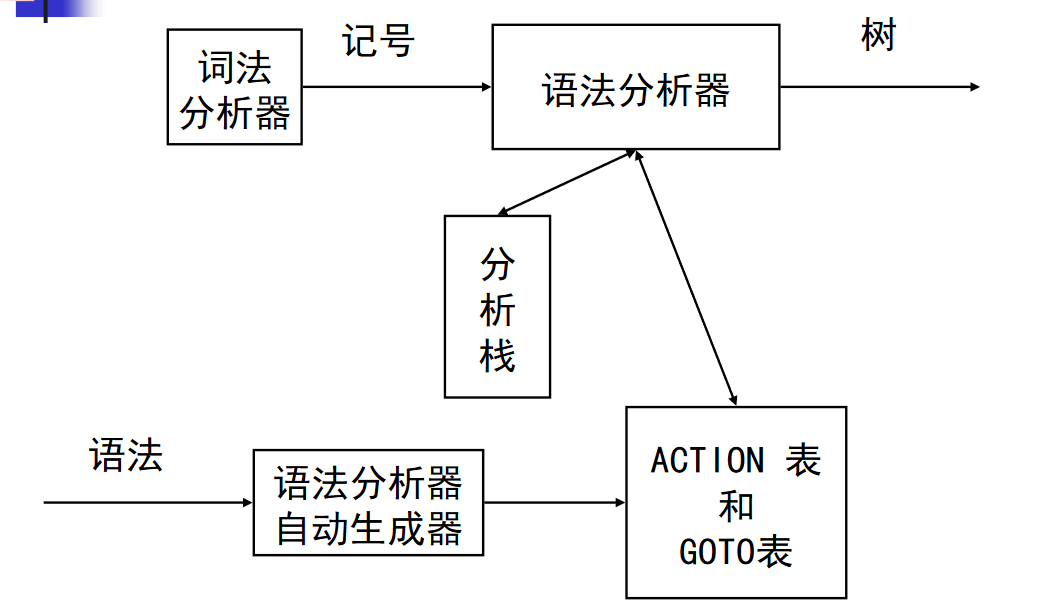 记号
树
词法
分析器
语法分析器
分
析
栈
语法
语法分析器
自动生成器
ACTION 表
和
GOTO表